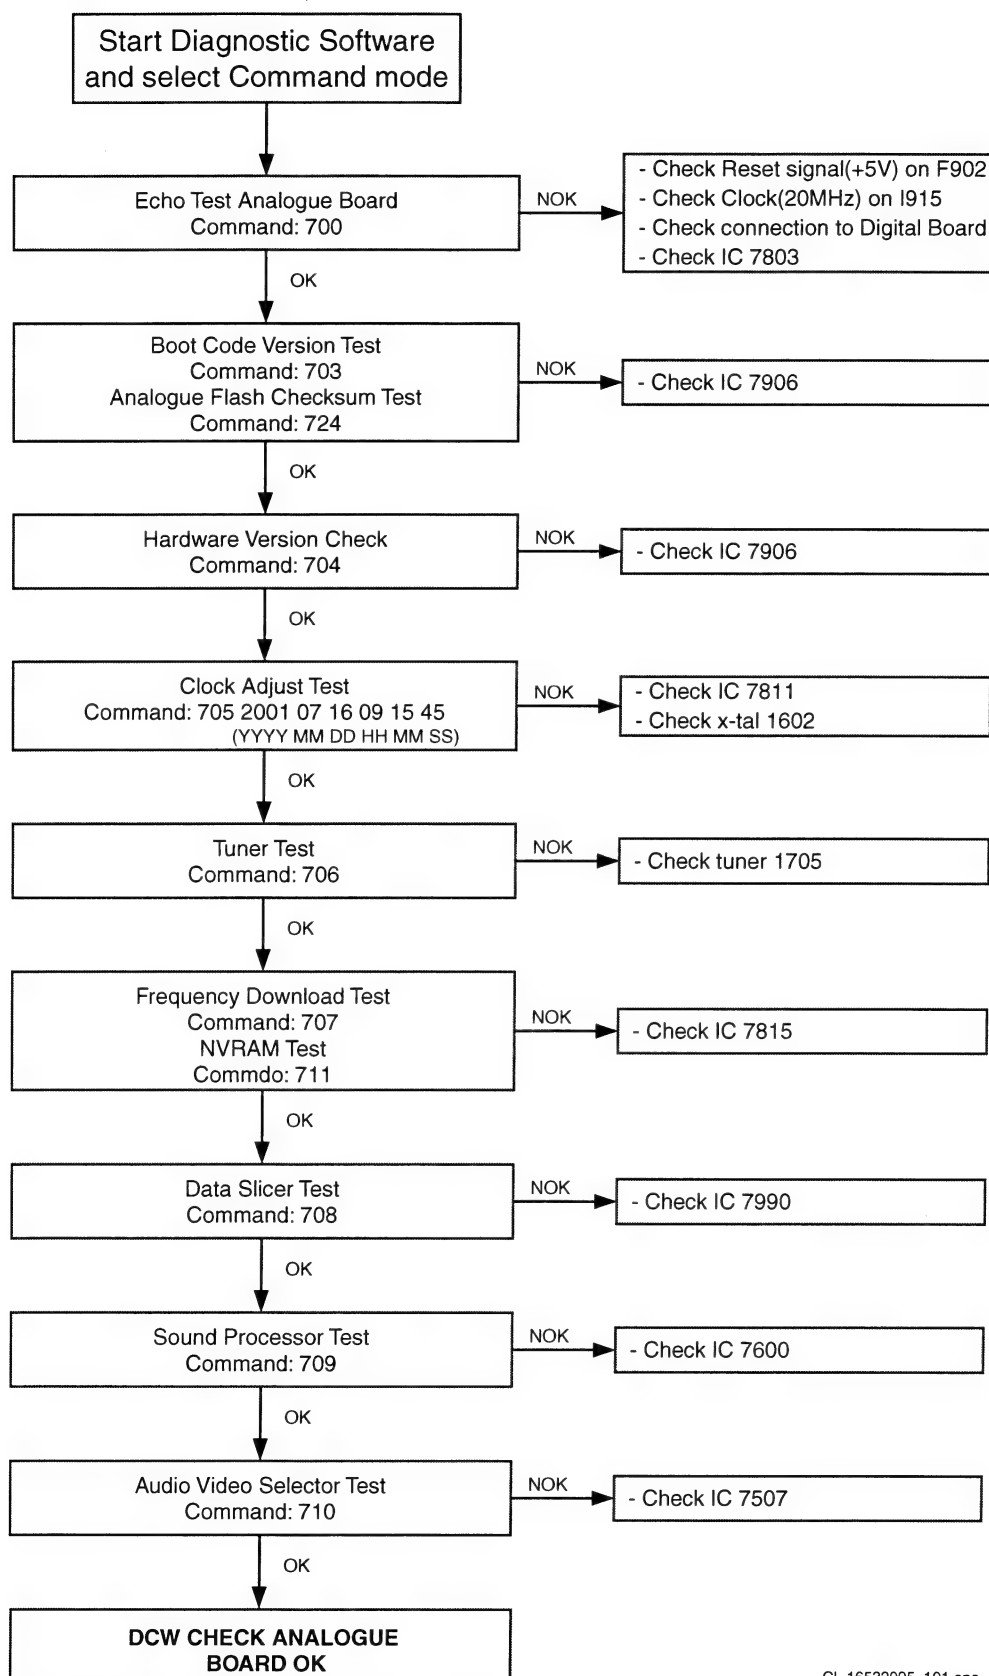 Start Diagnostic Software
and select Command mode
Echo Test Analogue Board
Command: 700
NOK
- Check Reset signal(+5V) on F902
- Check Clock(20MHz) on I915
- Check connection to Digital Board
- Check IC 7803
OK
Boot Code Version Test
Command: 703
Analogue Flash Checksum Test
Command: 724
NOK
- Check IC 7906
OK
Hardware Version Check
Command: 704
NOK
- Check IC 7906
OK
Clock Adjust Test
Command: 705 2001 07 16 09 15 45
(YYYY MM DD HH MM SS)
NOK
- Check IC 7811
- Check x-tal 1602
OK
Tuner Test
Command: 706
NOK
- Check tuner 1705
OK
Frequency Download Test
Command: 707
NVRAM Test
Commdo: 711
NOK
- Check IC 7815
OK
Data Slicer Test
Command: 708
NOK
- Check IC 7990
OK
Sound Processor Test
Command: 709
NOK
- Check IC 7600
OK
Audio Video Selector Test
Command: 710
NOK
- Check IC 7507
OK
DCW CHECK ANALOGUE
BOARD OK